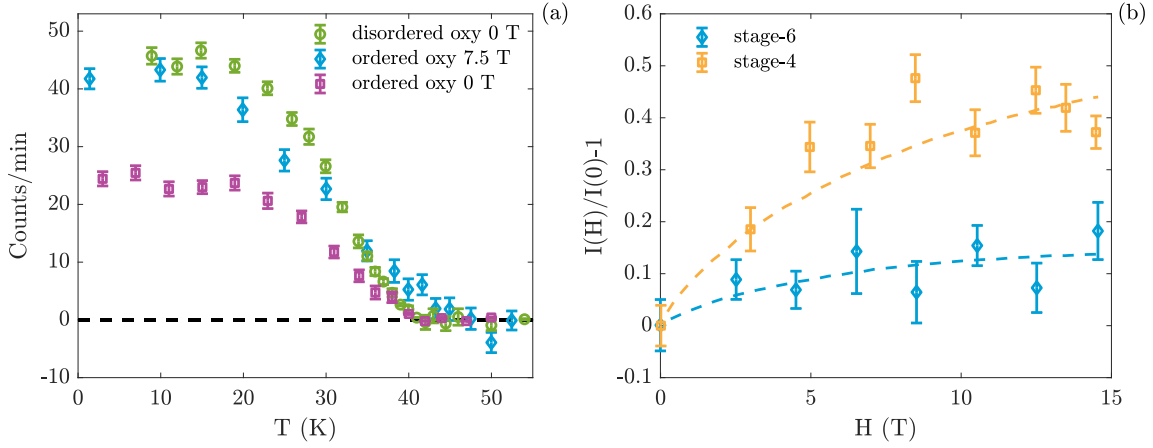 (a)
disordered oxy 0 T
ordered oxy 7.5 T
ordered oxy 0 T
Counts/min
50
40
30
20
10
0
-10
0
10
20
30
40
50
T (K)
(b)
stage-6
stage-4
I(H)/I(0)-1
0.6
0.5
0.4
0.3
0.2
0.1
0
-0.1
0
5
10
15
H (T)